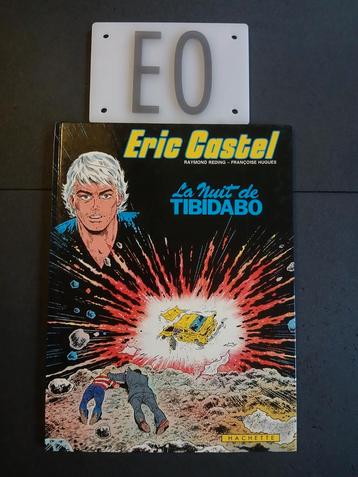 EO
Eric Castel
RAYMOND REDING – FRANÇOISE HUGUES
La Nuit de
TIBIDABO
HACHETTE